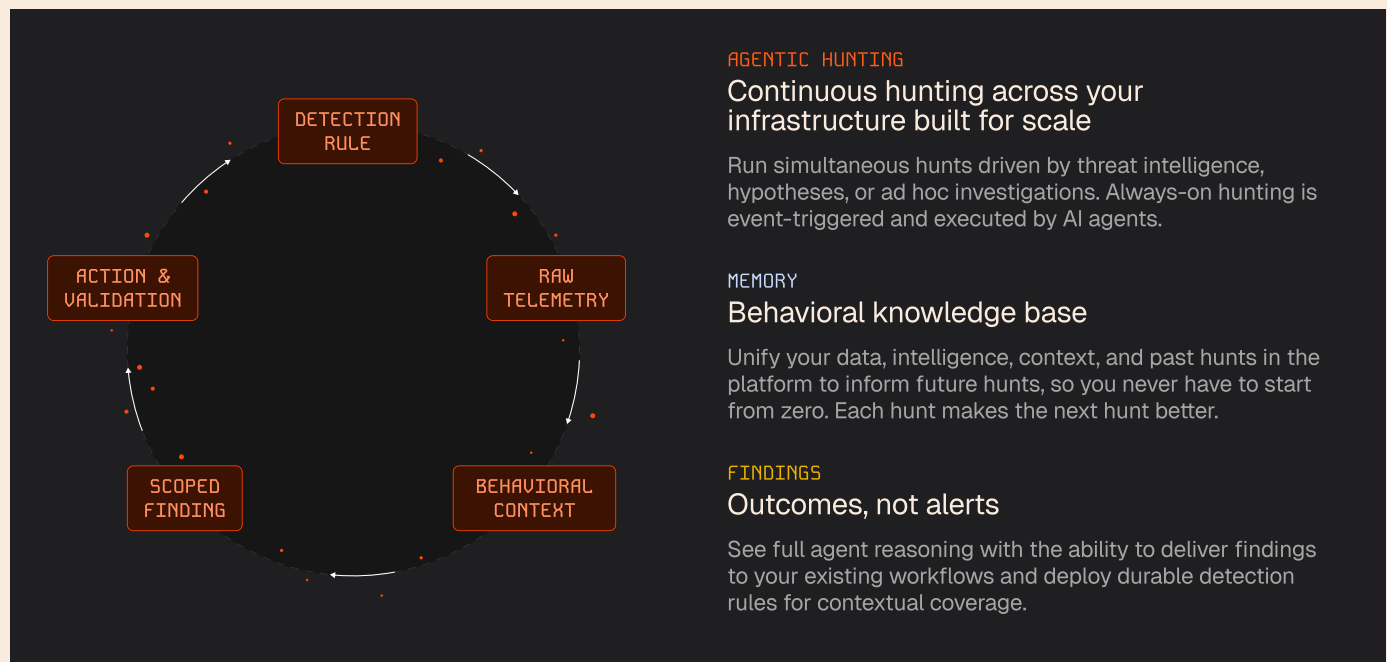 DETECTION
RULE
RAW
TELEMETRY
BEHAVIORAL
CONTEXT
SCOPED
FINDING
ACTION &
VALIDATION
AGENTIC HUNTING
Continuous hunting across your
infrastructure built for scale
Run simultaneous hunts driven by threat intelligence,
hypotheses, or ad hoc investigations. Always-on hunting is
event-triggered and executed by AI agents.
MEMORY
Behavioral knowledge base
Unify your data, intelligence, context, and past hunts in the
platform to inform future hunts, so you never have to start
from zero. Each hunt makes the next hunt better.
FINDINGS
Outcomes, not alerts
See full agent reasoning with the ability to deliver findings
to your existing workflows and deploy durable detection
rules for contextual coverage.